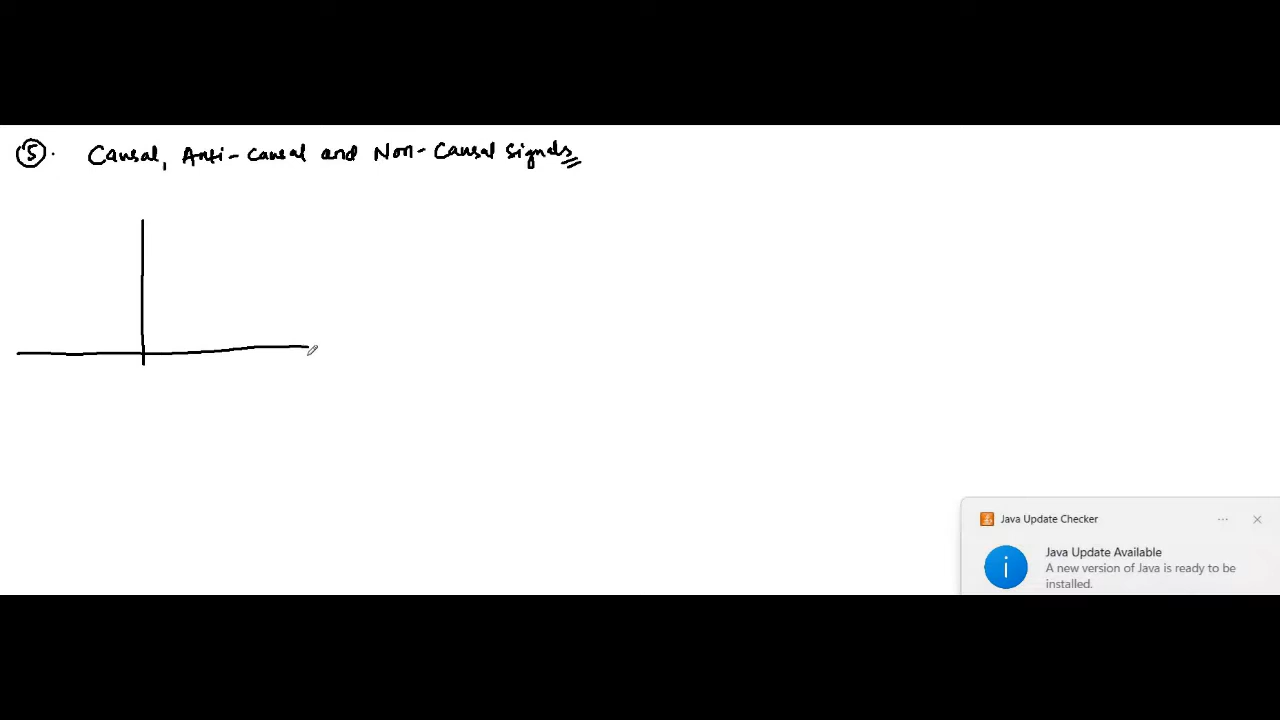 5. Causal, Anti-Causal and Non-Causal Signals
Java Update Checker
Java Update Available
A new version of Java is ready to be
installed.